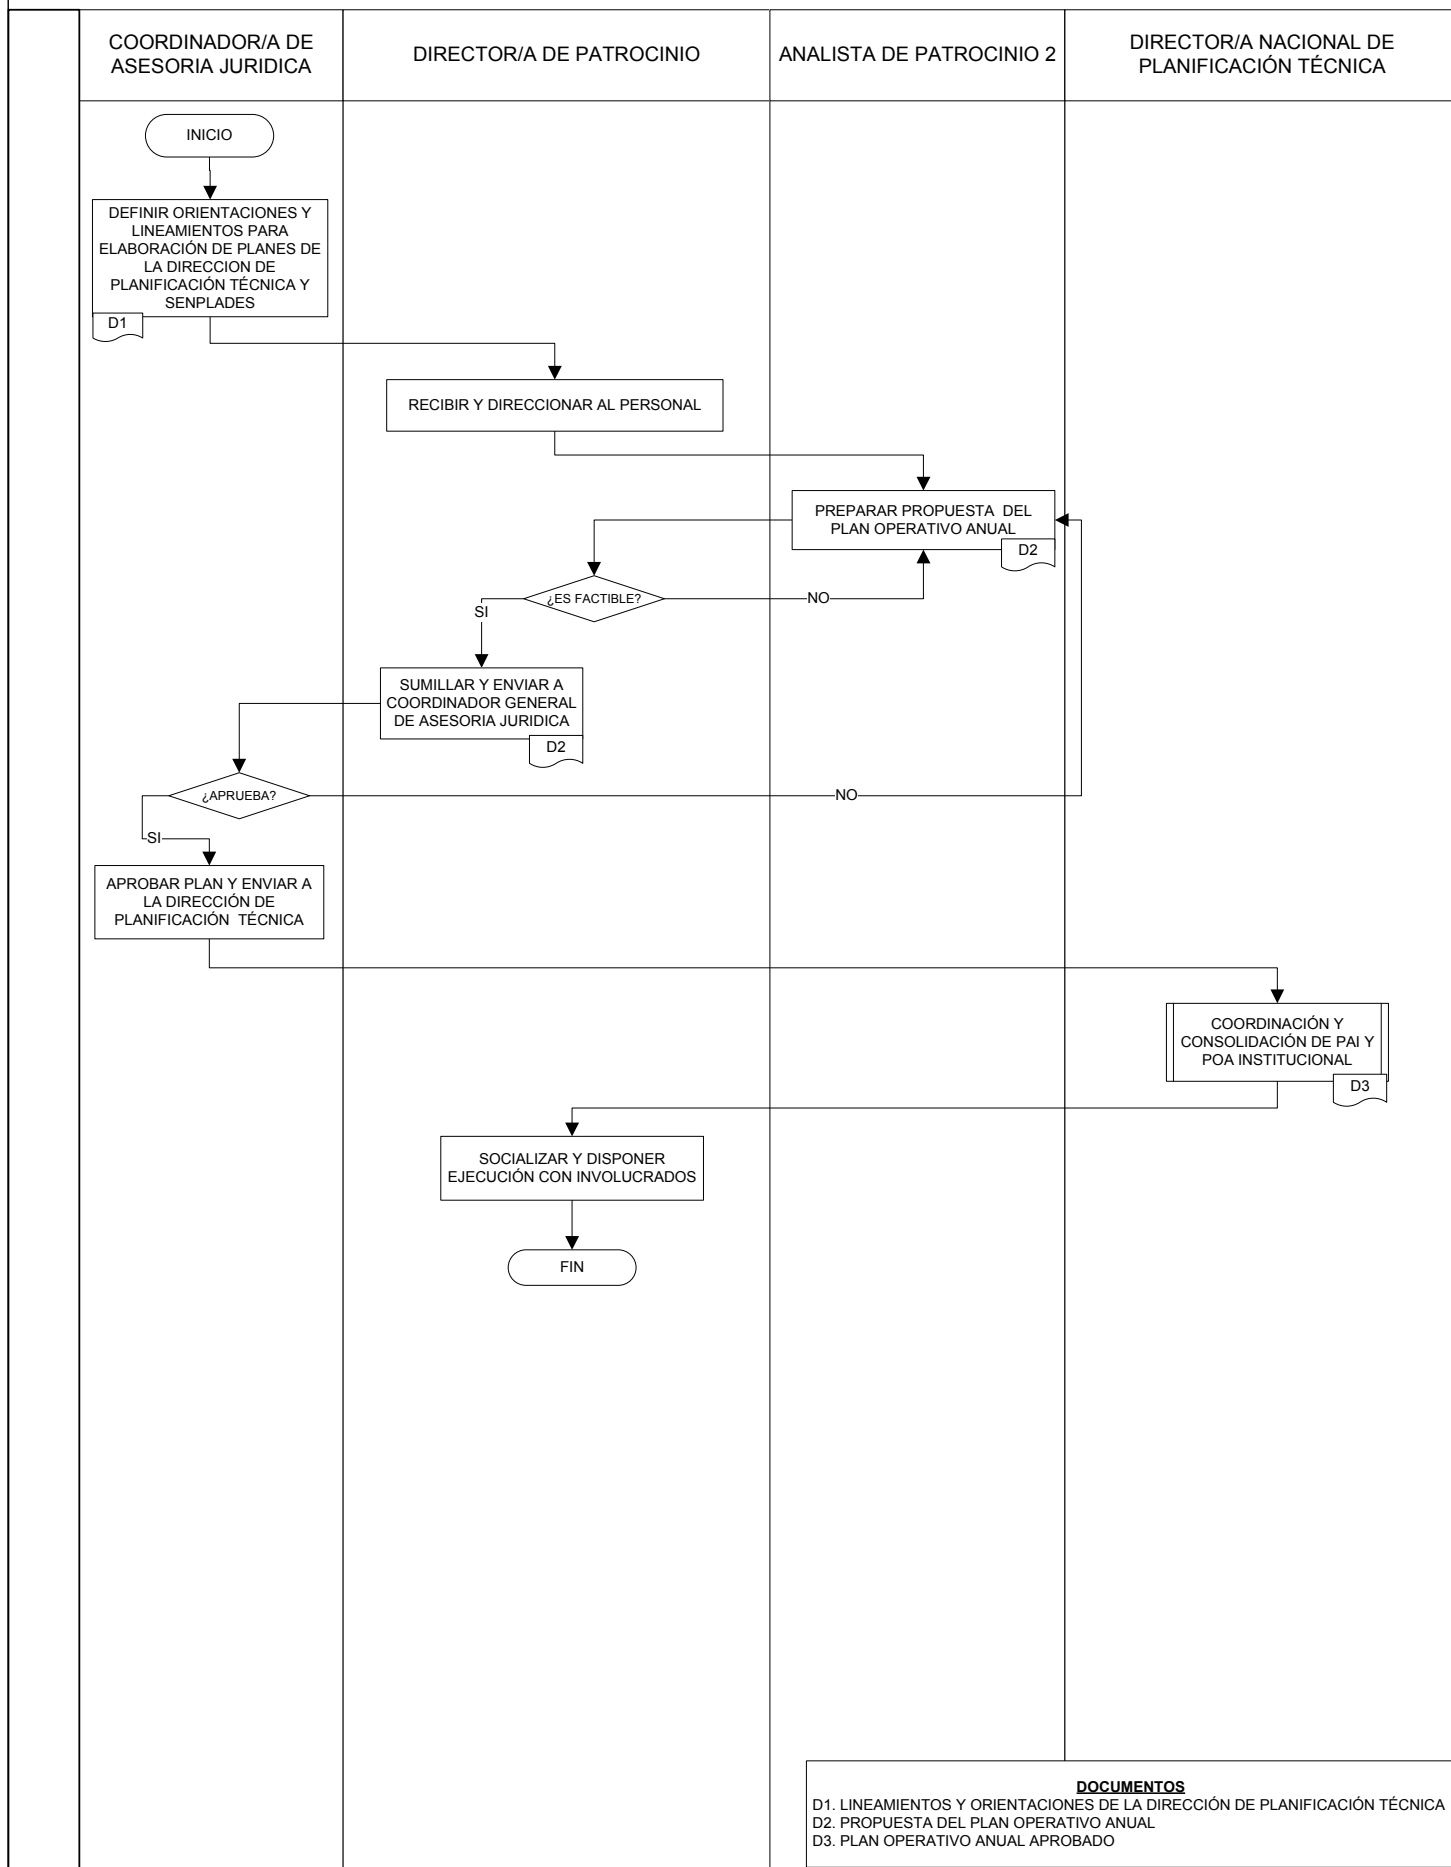 COORDINADOR/A DE
ASESORIA JURIDICA
DIRECTOR/A DE PATROCINIO
ANALISTA DE PATROCINIO 2
DIRECTOR/A NACIONAL DE
PLANIFICACIÓN TÉCNICA
INICIO
DEFINIR ORIENTACIONES Y
LINEAMIENTOS PARA
ELABORACIÓN DE PLANES DE
LA DIRECCION DE
PLANIFICACIÓN TÉCNICA Y
SENPLADES
D1
RECIBIR Y DIRECCIONAR AL PERSONAL
PREPARAR PROPUESTA DEL
PLAN OPERATIVO ANUAL
D2
¿ES FACTIBLE?
NO
SI
SUMILLAR Y ENVIAR A
COORDINADOR GENERAL
DE ASESORIA JURIDICA
D2
¿APRUEBA?
NO
SI
APROBAR PLAN Y ENVIAR A
LA DIRECCIÓN DE
PLANIFICACIÓN TÉCNICA
COORDINACIÓN Y
CONSOLIDACIÓN DE PAI Y
POA INSTITUCIONAL
D3
SOCIALIZAR Y DISPONER
EJECUCIÓN CON INVOLUCRADOS
FIN
DOCUMENTOS
D1. LINEAMIENTOS Y ORIENTACIONES DE LA DIRECCIÓN DE PLANIFICACIÓN TÉCNICA
D2. PROPUESTA DEL PLAN OPERATIVO ANUAL
D3. PLAN OPERATIVO ANUAL APROBADO